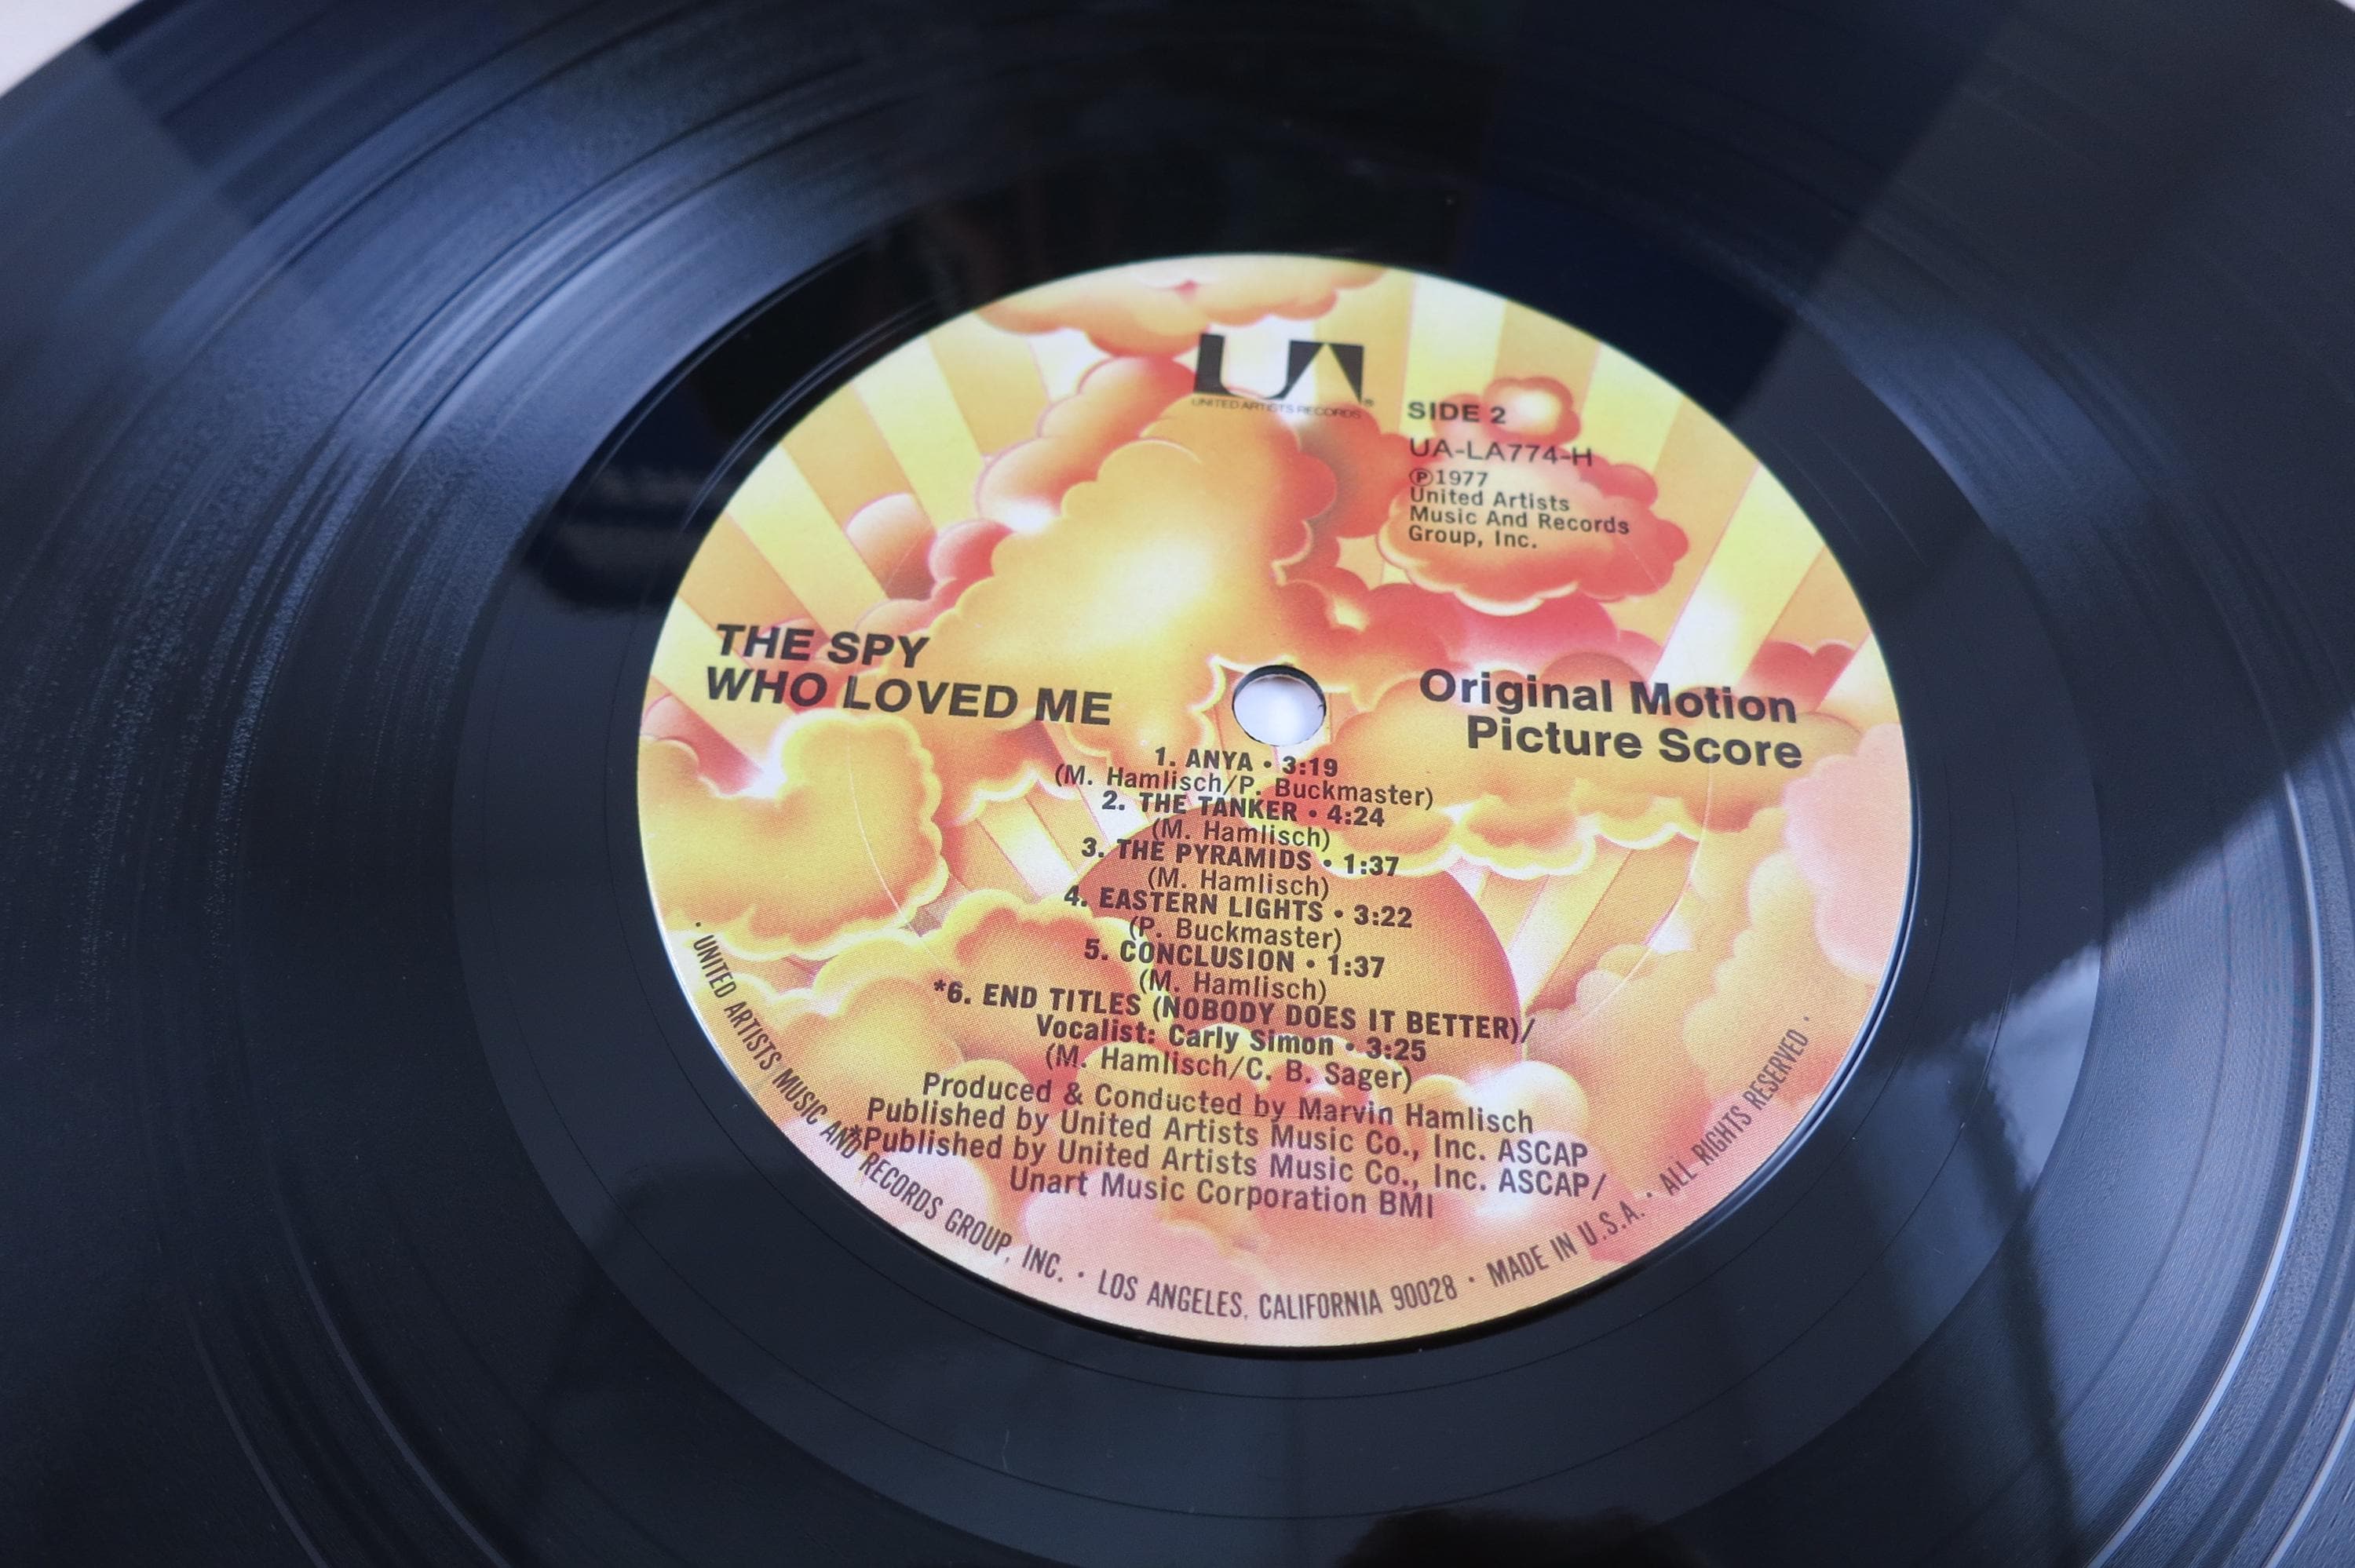 UA®
UNITED ARTISTS RECORDS
SIDE 2
UA-LA774-H
℗1977
United Artists
Music And Records
Group, Inc.
THE SPY
WHO LOVED ME
Original Motion
Picture Score
1. ANYA • 3:19
(M. Hamlisch/P. Buckmaster)
2. THE TANKER • 4:24
(M. Hamlisch)
3. THE PYRAMIDS • 1:37
(M. Hamlisch)
4. EASTERN LIGHTS • 3:22
(P. Buckmaster)
5. CONCLUSION • 1:37
(M. Hamlisch)
*6. END TITLES (NOBODY DOES IT BETTER)/
Vocalist: Carly Simon • 3:25
(M. Hamlisch/C. B. Sager)
Produced & Conducted by Marvin Hamlisch
Published by United Artists Music Co., Inc. ASCAP
*Published by United Artists Music Co., Inc. ASCAP/
Unart Music Corporation BMI
· UNITED ARTISTS MUSIC AND RECORDS GROUP, INC. · LOS ANGELES, CALIFORNIA 90028 · MADE IN U.S.A. · ALL RIGHTS RESERVED ·